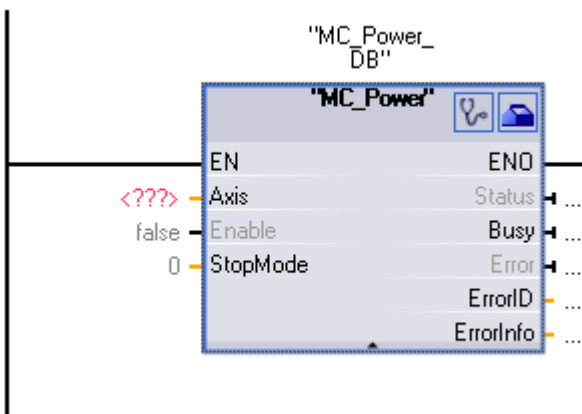 "MC_Power_
DB"
"MC_Power"
EN ENO
<???> Axis Status ...
false Enable Busy ...
0 StopMode Error ...
ErrorID ...
ErrorInfo ...